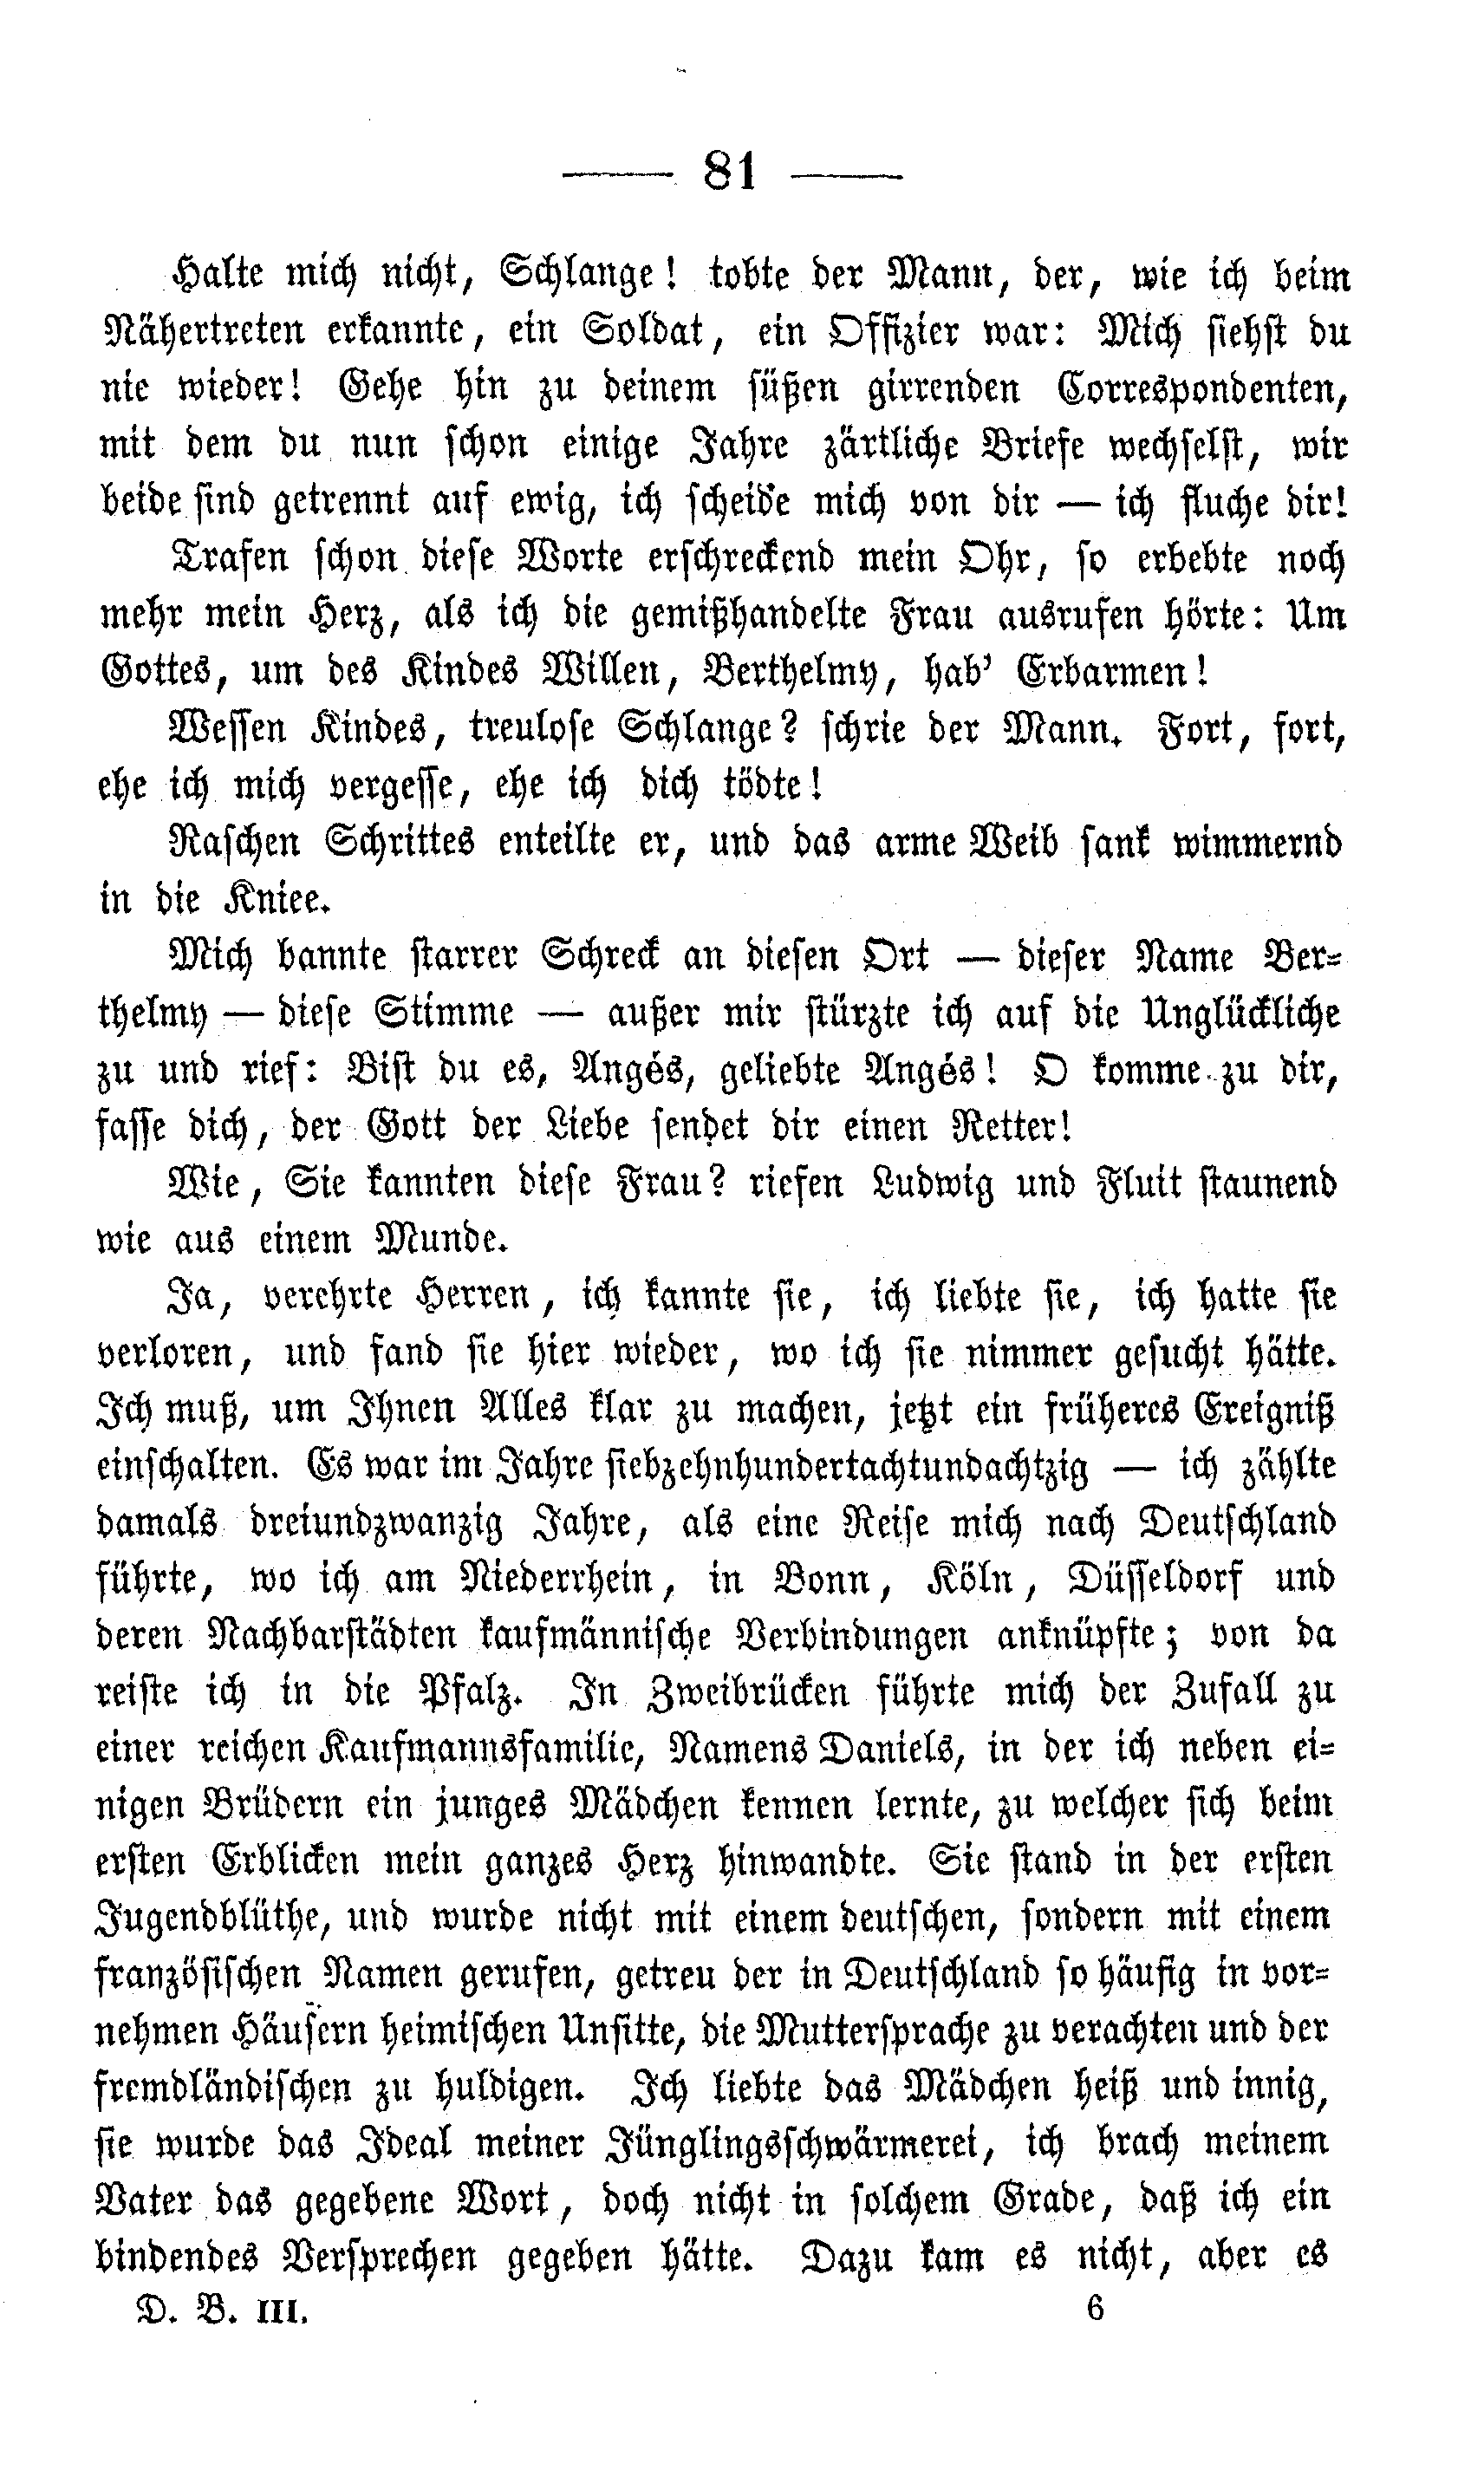 — 81 —
Halte mich nicht, Schlange! tobte der Mann, der, wie ich beim
Nähertreten erkannte, ein Soldat, ein Offizier war: Mich siehst du
nie wieder! Gehe hin zu deinem süßen girrenden Correspondenten,
mit dem du nun schon einige Jahre zärtliche Briefe wechselst, wir
beide sind getrennt auf ewig, ich scheide mich von dir — ich fluche dir!
Trafen schon diese Worte erschreckend mein Ohr, so erbebte noch
mehr mein Herz, als ich die gemißhandelte Frau ausrufen hörte: Um
Gottes, um des Kindes Willen, Berthelmy, hab' Erbarmen!
Wessen Kindes, treulose Schlange? schrie der Mann. Fort, fort,
ehe ich mich vergesse, ehe ich dich tödte!
Raschen Schrittes enteilte er, und das arme Weib sank wimmernd
in die Kniee.
Mich bannte starrer Schreck an diesen Ort — dieser Name Ber-
thelmy — diese Stimme — außer mir stürzte ich auf die Unglückliche
zu und rief: Bist du es, Angés, geliebte Angés! O komme zu dir,
fasse dich, der Gott der Liebe sendet dir einen Retter!
Wie, Sie kannten diese Frau? riefen Ludwig und Fluit staunend
wie aus einem Munde.
Ja, verehrte Herren, ich kannte sie, ich liebte sie, ich hatte sie
verloren, und fand sie hier wieder, wo ich sie nimmer gesucht hätte.
Ich muß, um Ihnen Alles klar zu machen, jetzt ein früheres Ereigniß
einschalten. Es war im Jahre siebzehnhundertachtundachtzig — ich zählte
damals dreiundzwanzig Jahre, als eine Reise mich nach Deutschland
führte, wo ich am Niederrhein, in Bonn, Köln, Düsseldorf und
deren Nachbarstädten kaufmännische Verbindungen anknüpfte; von da
reiste ich in die Pfalz. In Zweibrücken führte mich der Zufall zu
einer reichen Kaufmannsfamilie, Namens Daniels, in der ich neben ei-
nigen Brüdern ein junges Mädchen kennen lernte, zu welcher sich beim
ersten Erblicken mein ganzes Herz hinwandte. Sie stand in der ersten
Jugendblüthe, und wurde nicht mit einem deutschen, sondern mit einem
französischen Namen gerufen, getreu der in Deutschland so häufig in vor-
nehmen Häusern heimischen Unsitte, die Muttersprache zu verachten und der
fremdländischen zu huldigen. Ich liebte das Mädchen heiß und innig,
sie wurde das Ideal meiner Jünglingsschwärmerei, ich brach meinem
Vater das gegebene Wort, doch nicht in solchem Grade, daß ich ein
bindendes Versprechen gegeben hätte. Dazu kam es nicht, aber es
D. B. III. 6